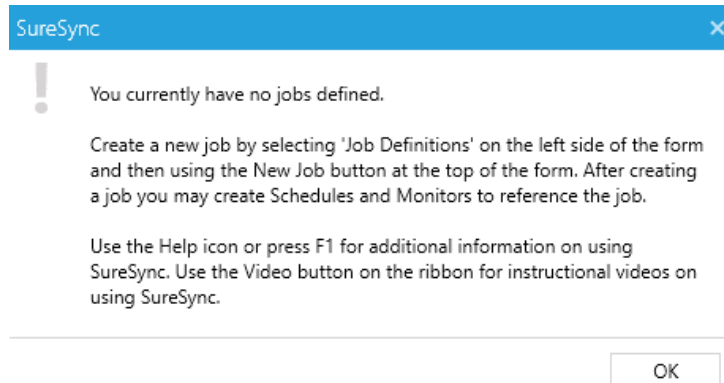 SureSync
You currently have no jobs defined.
Create a new job by selecting 'Job Definitions' on the left side of the form
and then using the New Job button at the top of the form. After creating
a job you may create Schedules and Monitors to reference the job.
Use the Help icon or press F1 for additional information on using
SureSync. Use the Video button on the ribbon for instructional videos on
using SureSync.
OK